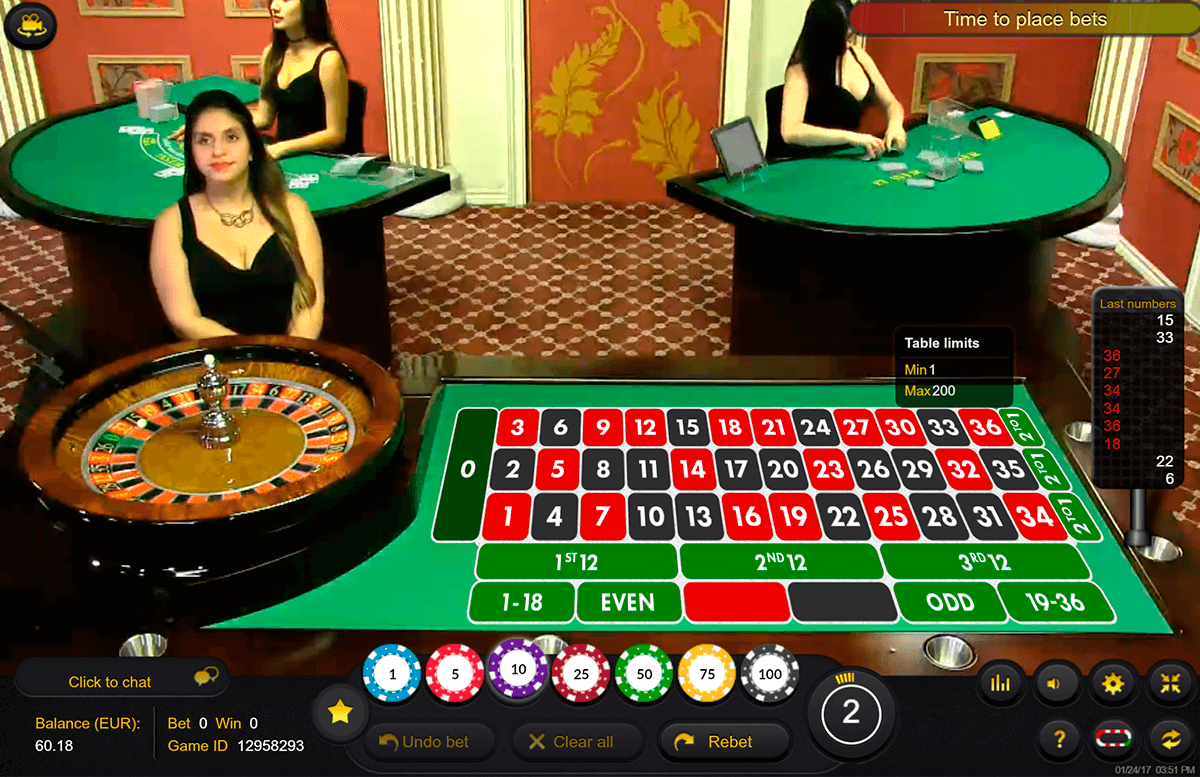 Time to place bets
Last numbers
15
33
36
27
34
34
36
18
22
6
Table limits
Min 1
Max 200
3 6 9 12 15 18 21 24 27 30 33 36 2 TO 1
0 2 5 8 11 14 17 20 23 26 29 32 35 2 TO 1
1 4 7 10 13 16 19 22 25 28 31 34 2 TO 1
1ST 12 2ND 12 3RD 12
1-18 EVEN ODD 19-36
1 5 10 25 50 75 100
Click to chat
2
Balance (EUR): Bet 0 Win 0
60.18 Game ID 12958293
Undo bet Clear all Rebet
?
01/24/17 03:51 PM